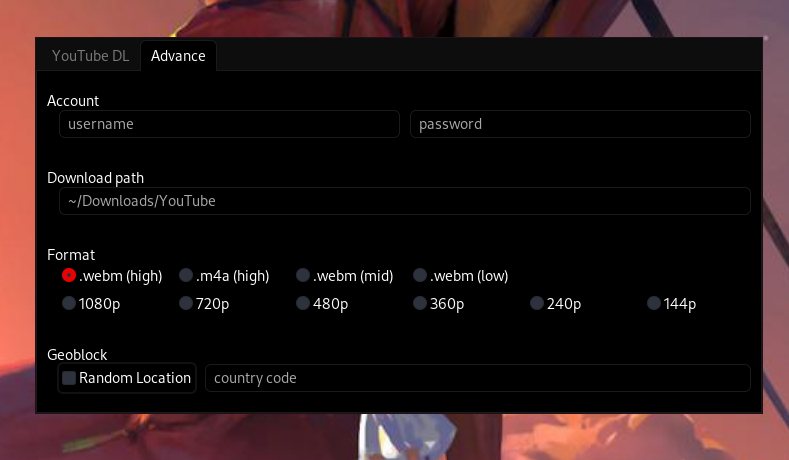 YouTube DL Advance
Account
username password
Download path
~/Downloads/YouTube
Format
.webm (high) .m4a (high) .webm (mid) .webm (low)
1080p 720p 480p 360p 240p 144p
Geoblock
Random Location country code